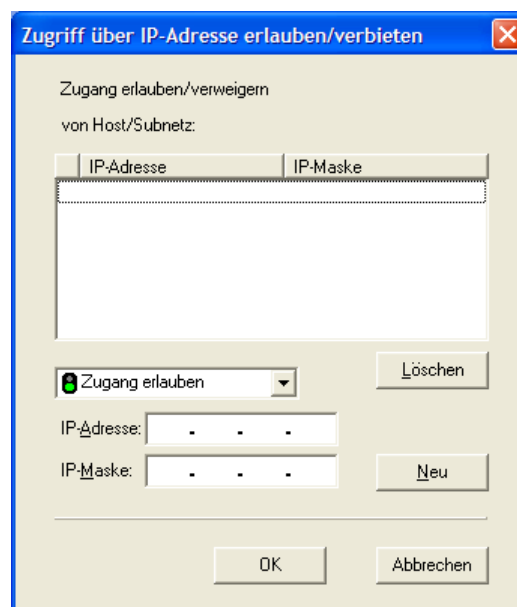 Zugriff über IP-Adresse erlauben/verbieten
Zugang erlauben/verweigern
von Host/Subnetz:
IP-Adresse IP-Maske
Löschen
Zugang erlauben
IP-Adresse: . . .
IP-Maske: . . .
Neu
OK Abbrechen